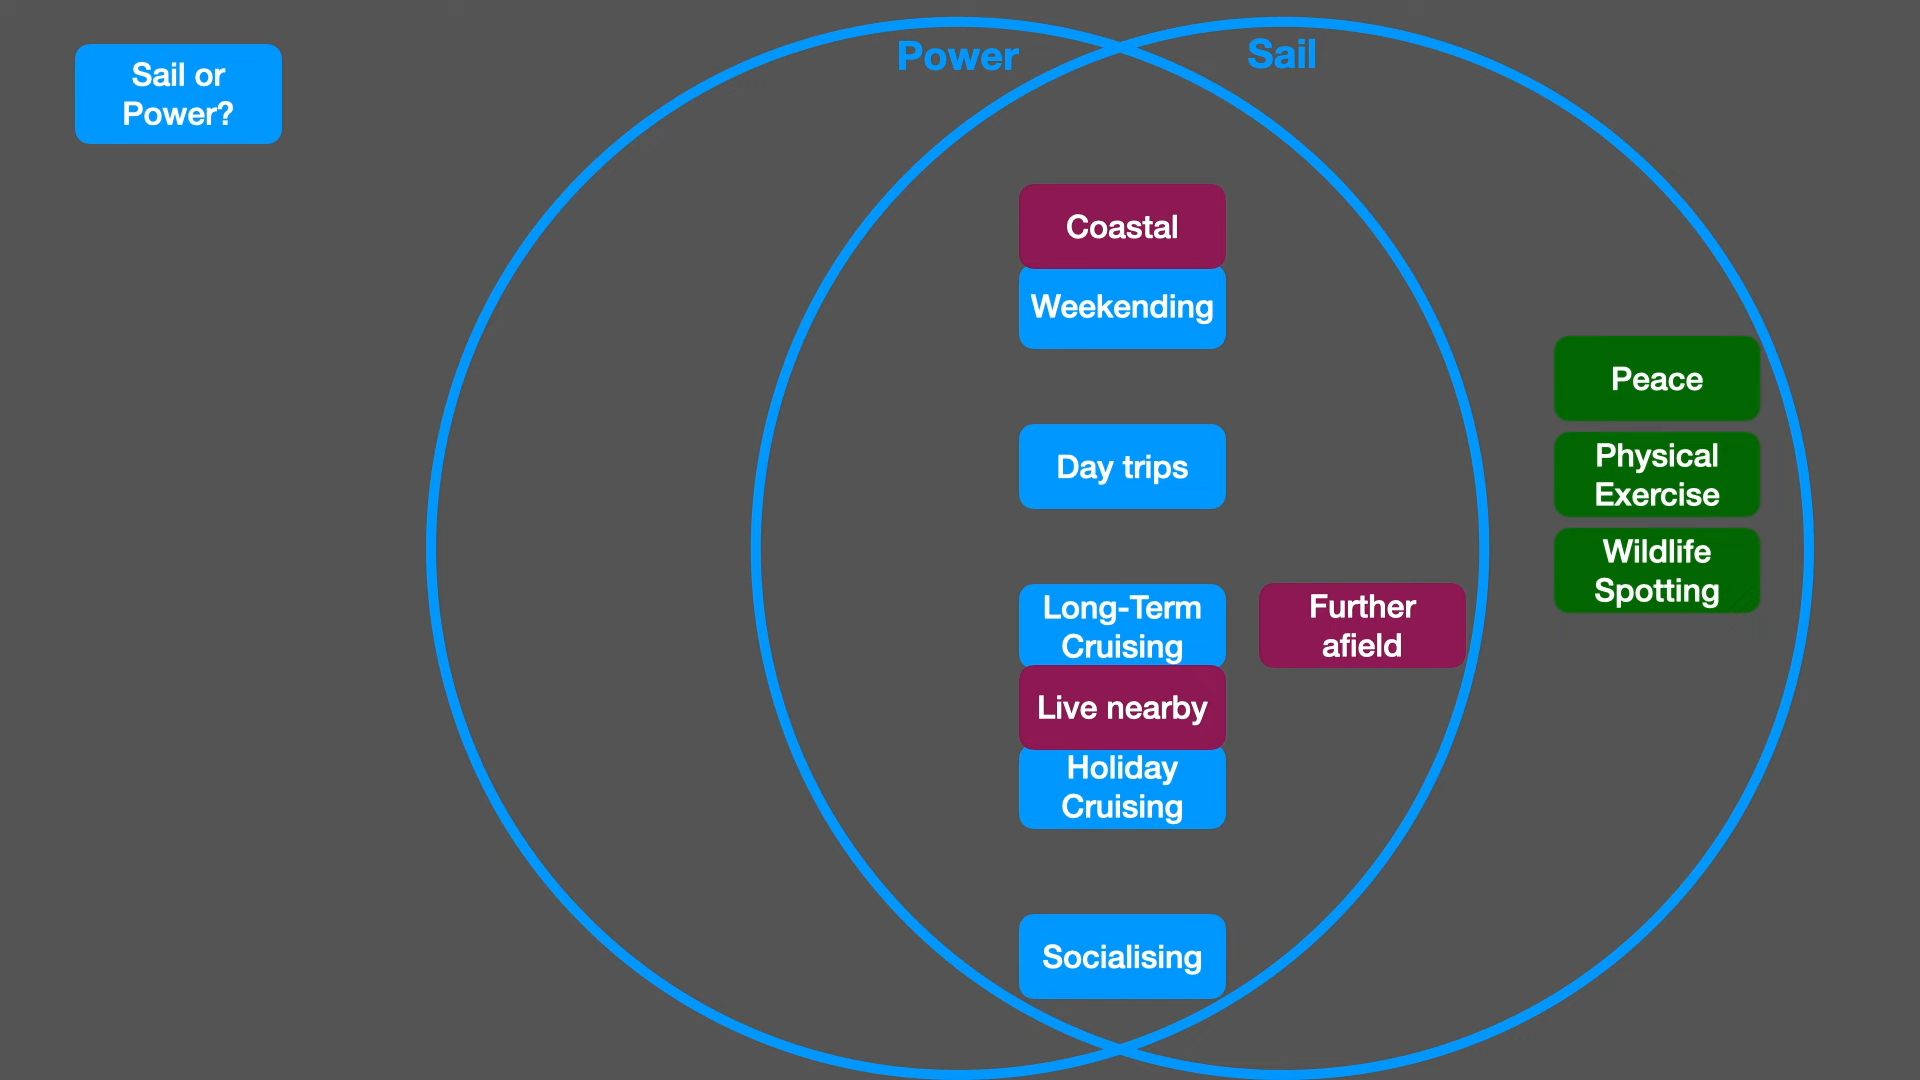 Sail or
Power?
Power
Sail
Coastal
Weekending
Peace
Day trips
Physical
Exercise
Wildlife
Spotting
Long-Term
Cruising
Further
afield
Live nearby
Holiday
Cruising
Socialising